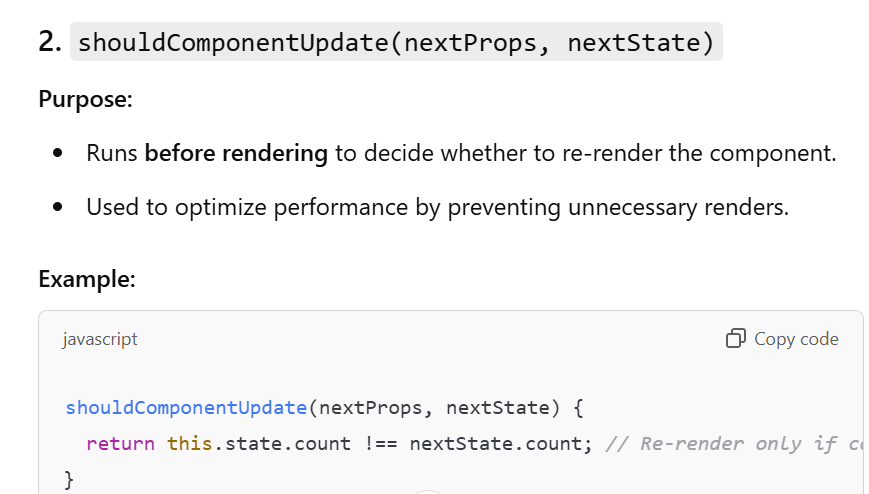 2. shouldComponentUpdate(nextProps, nextState)
Purpose:
• Runs before rendering to decide whether to re-render the component.
• Used to optimize performance by preventing unnecessary renders.
Example:
javascript Copy code
shouldComponentUpdate(nextProps, nextState) {
return this.state.count !== nextState.count; // Re-render only if
}